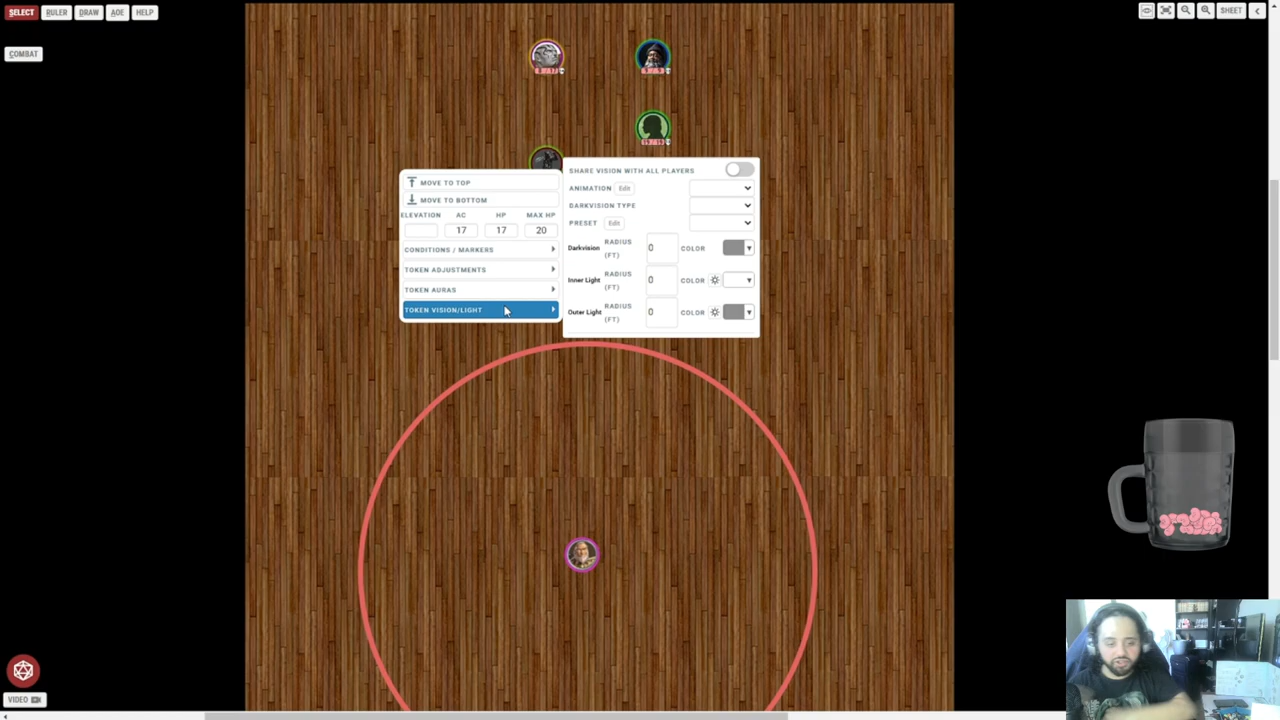 SELECT RULER DRAW AOE HELP
SHEET
COMBAT
MOVE TO TOP
MOVE TO BOTTOM
ELEVATION AC HP MAX HP
17 17 20
CONDITIONS / MARKERS
TOKEN ADJUSTMENTS
TOKEN AURAS
TOKEN VISION/LIGHT
SHARE VISION WITH ALL PLAYERS
ANIMATION Edit
DARKVISION TYPE
PRESET Edit
Darkvision RADIUS (FT) 0 COLOR
Inner Light RADIUS (FT) 0 COLOR
Outer Light RADIUS (FT) 0 COLOR
VIDEO